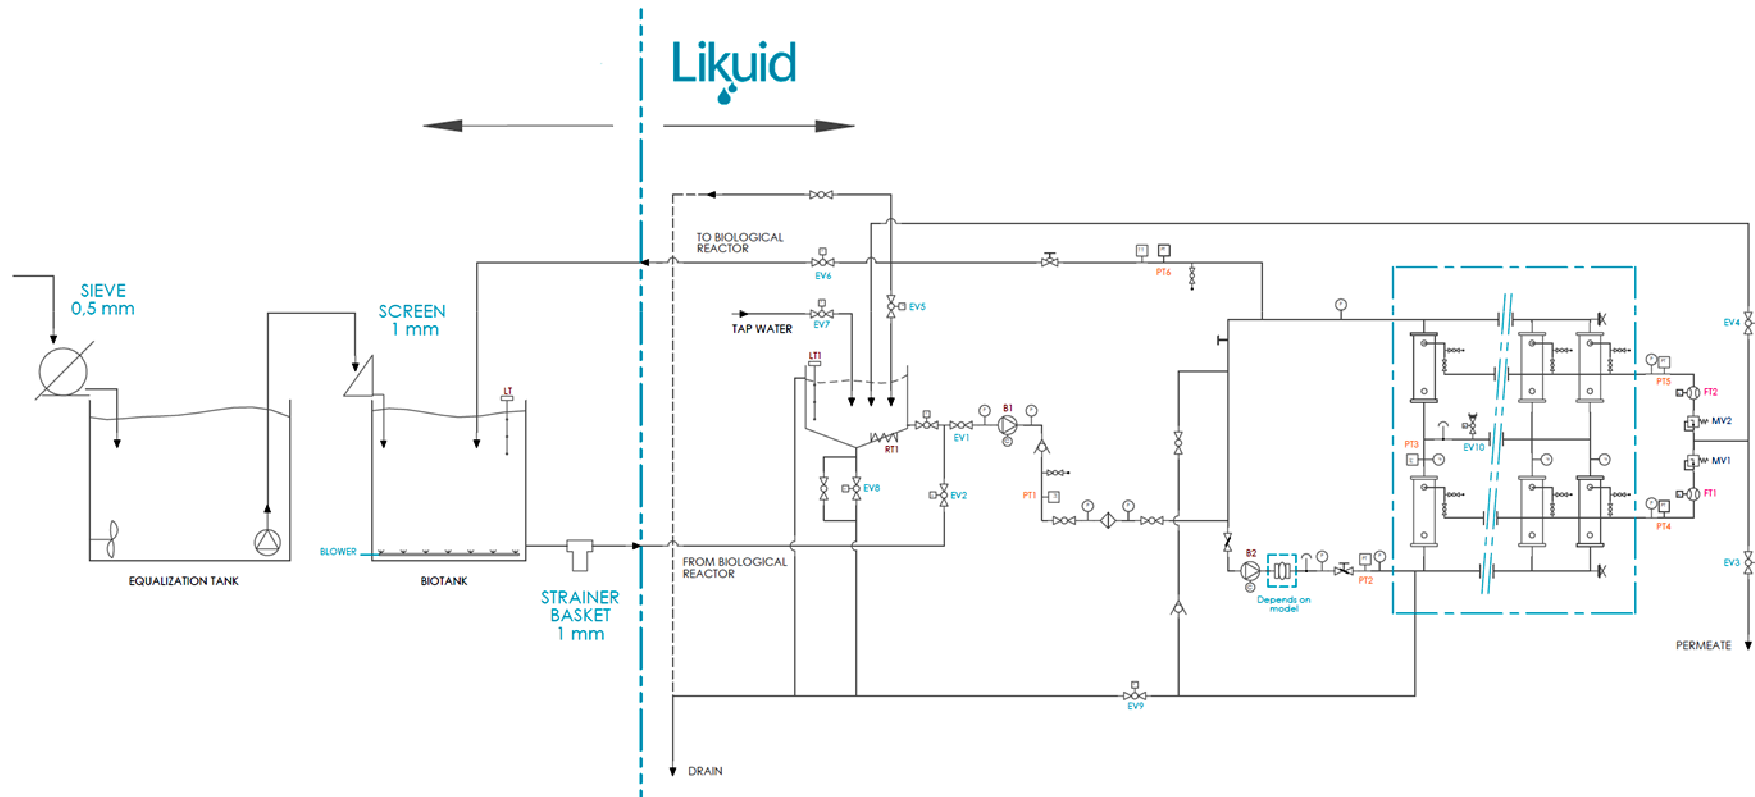 Likuid
TO BIOLOGICAL
REACTOR
EV6
PT6
SIEVE
0,5 mm
SCREEN
1 mm
EV5
TAP WATER
EV7
EV4
LT1
LT
PT5
FT2
B1
MV2
EV1
RT1
PT3
EV10
MV1
EV8
EV2
PT1
FT1
PT4
BLOWER
FROM BIOLOGICAL
REACTOR
B2
PT2
EV3
EQUALIZATION TANK
BIOTANK
STRAINER
BASKET
1 mm
Depends on
model
PERMEATE
EV9
DRAIN